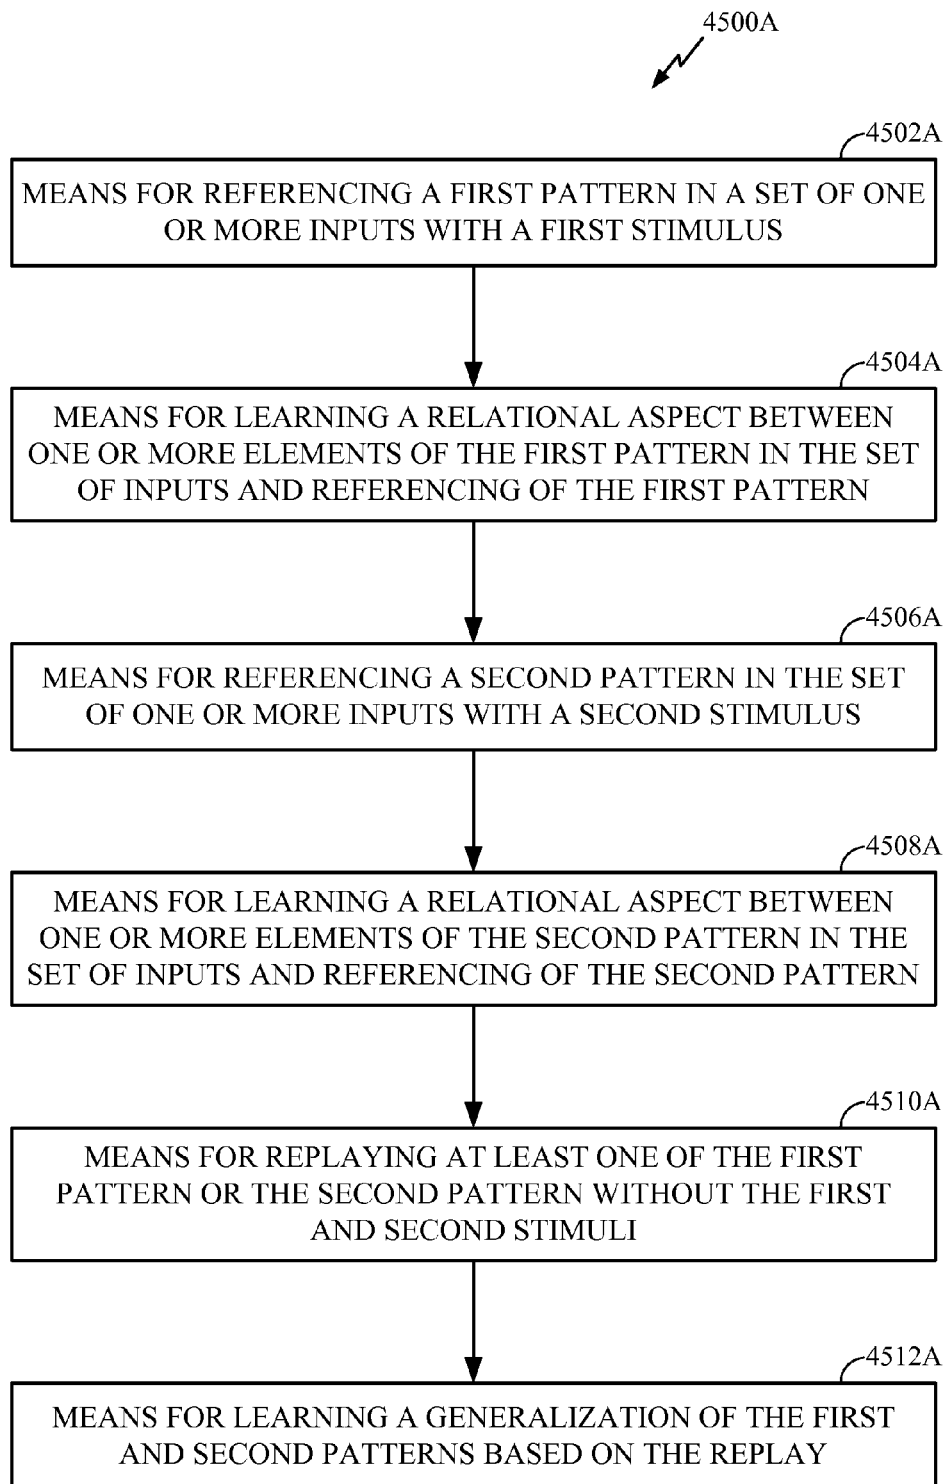 4500A
4502A
MEANS FOR REFERENCING A FIRST PATTERN IN A SET OF ONE
OR MORE INPUTS WITH A FIRST STIMULUS
4504A
MEANS FOR LEARNING A RELATIONAL ASPECT BETWEEN
ONE OR MORE ELEMENTS OF THE FIRST PATTERN IN THE SET
OF INPUTS AND REFERENCING OF THE FIRST PATTERN
4506A
MEANS FOR REFERENCING A SECOND PATTERN IN THE SET
OF ONE OR MORE INPUTS WITH A SECOND STIMULUS
4508A
MEANS FOR LEARNING A RELATIONAL ASPECT BETWEEN
ONE OR MORE ELEMENTS OF THE SECOND PATTERN IN THE
SET OF INPUTS AND REFERENCING OF THE SECOND PATTERN
4510A
MEANS FOR REPLAYING AT LEAST ONE OF THE FIRST
PATTERN OR THE SECOND PATTERN WITHOUT THE FIRST
AND SECOND STIMULI
4512A
MEANS FOR LEARNING A GENERALIZATION OF THE FIRST
AND SECOND PATTERNS BASED ON THE REPLAY